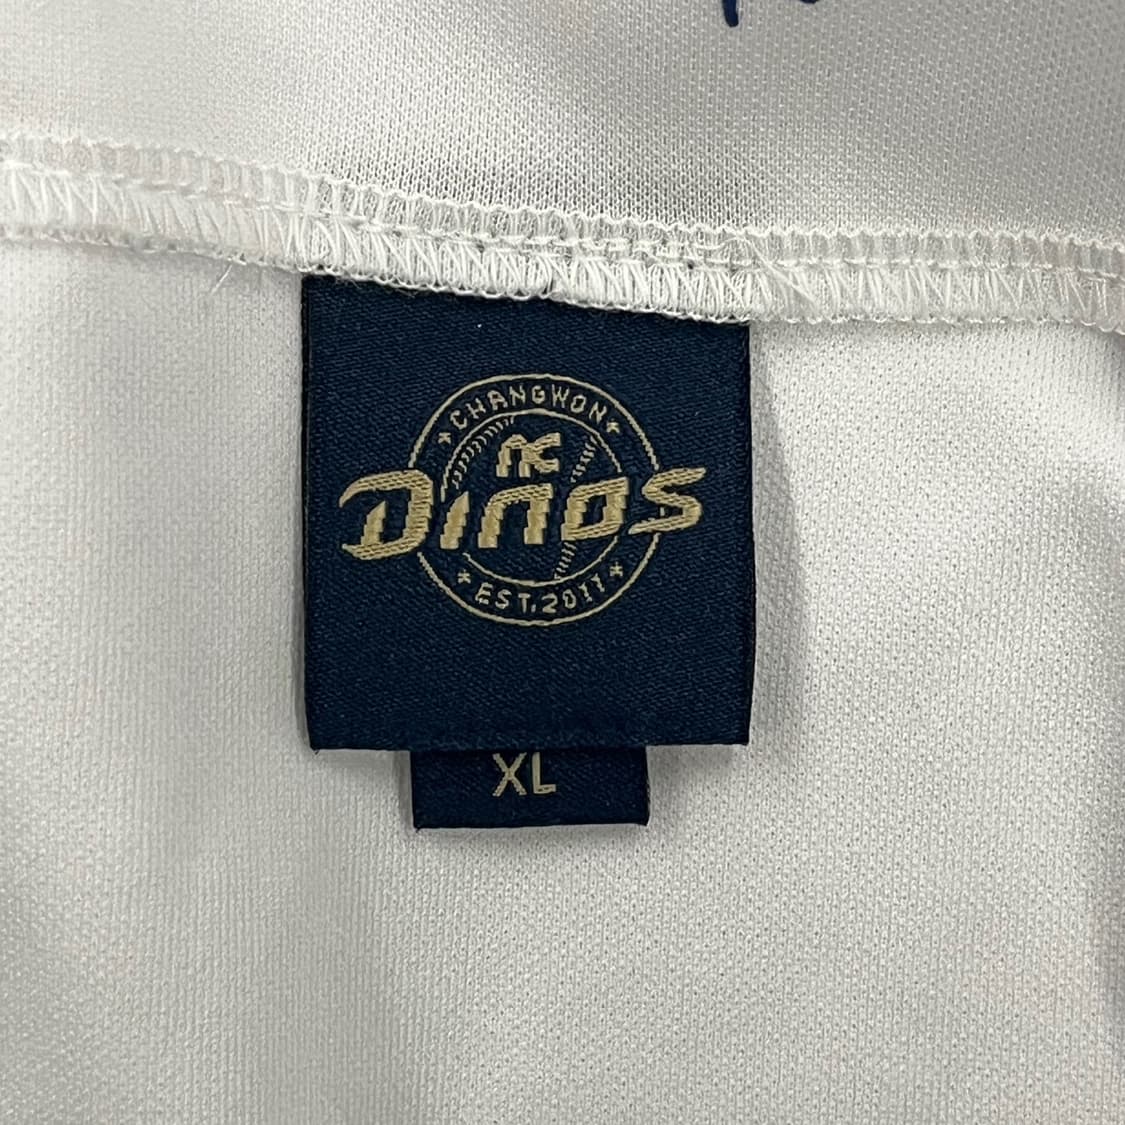 CHANGWON
NC
DINOS
EST. 2011
XL